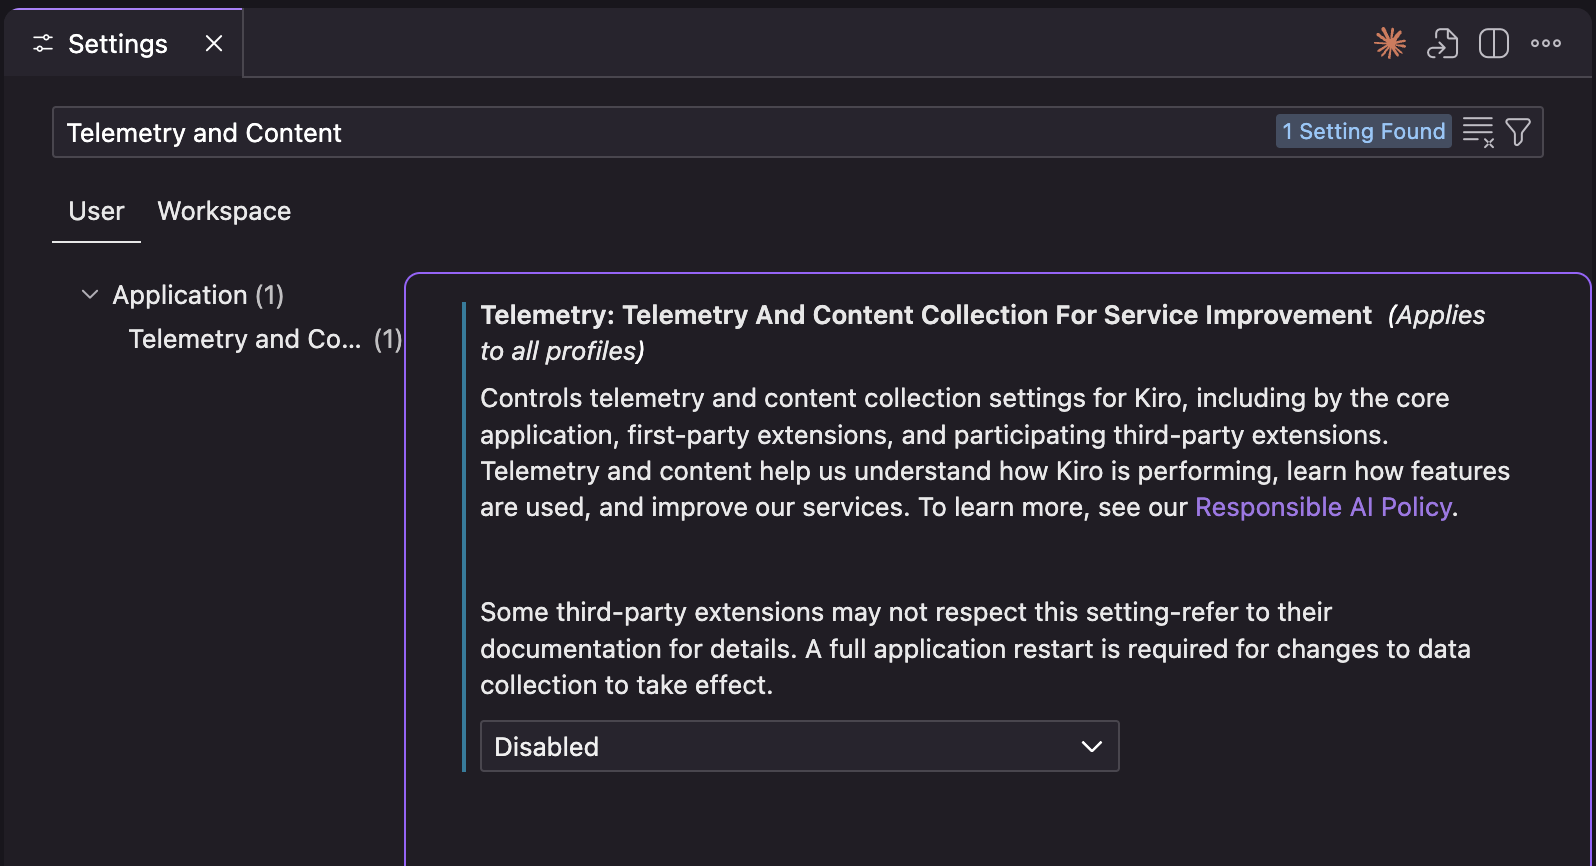 Settings
Telemetry and Content
1 Setting Found
User
Workspace
Application (1)
Telemetry and Co... (1)
Telemetry: Telemetry And Content Collection For Service Improvement (Applies
to all profiles)
Controls telemetry and content collection settings for Kiro, including by the core
application, first-party extensions, and participating third-party extensions.
Telemetry and content help us understand how Kiro is performing, learn how features
are used, and improve our services. To learn more, see our Responsible AI Policy.
Some third-party extensions may not respect this setting-refer to their
documentation for details. A full application restart is required for changes to data
collection to take effect.
Disabled